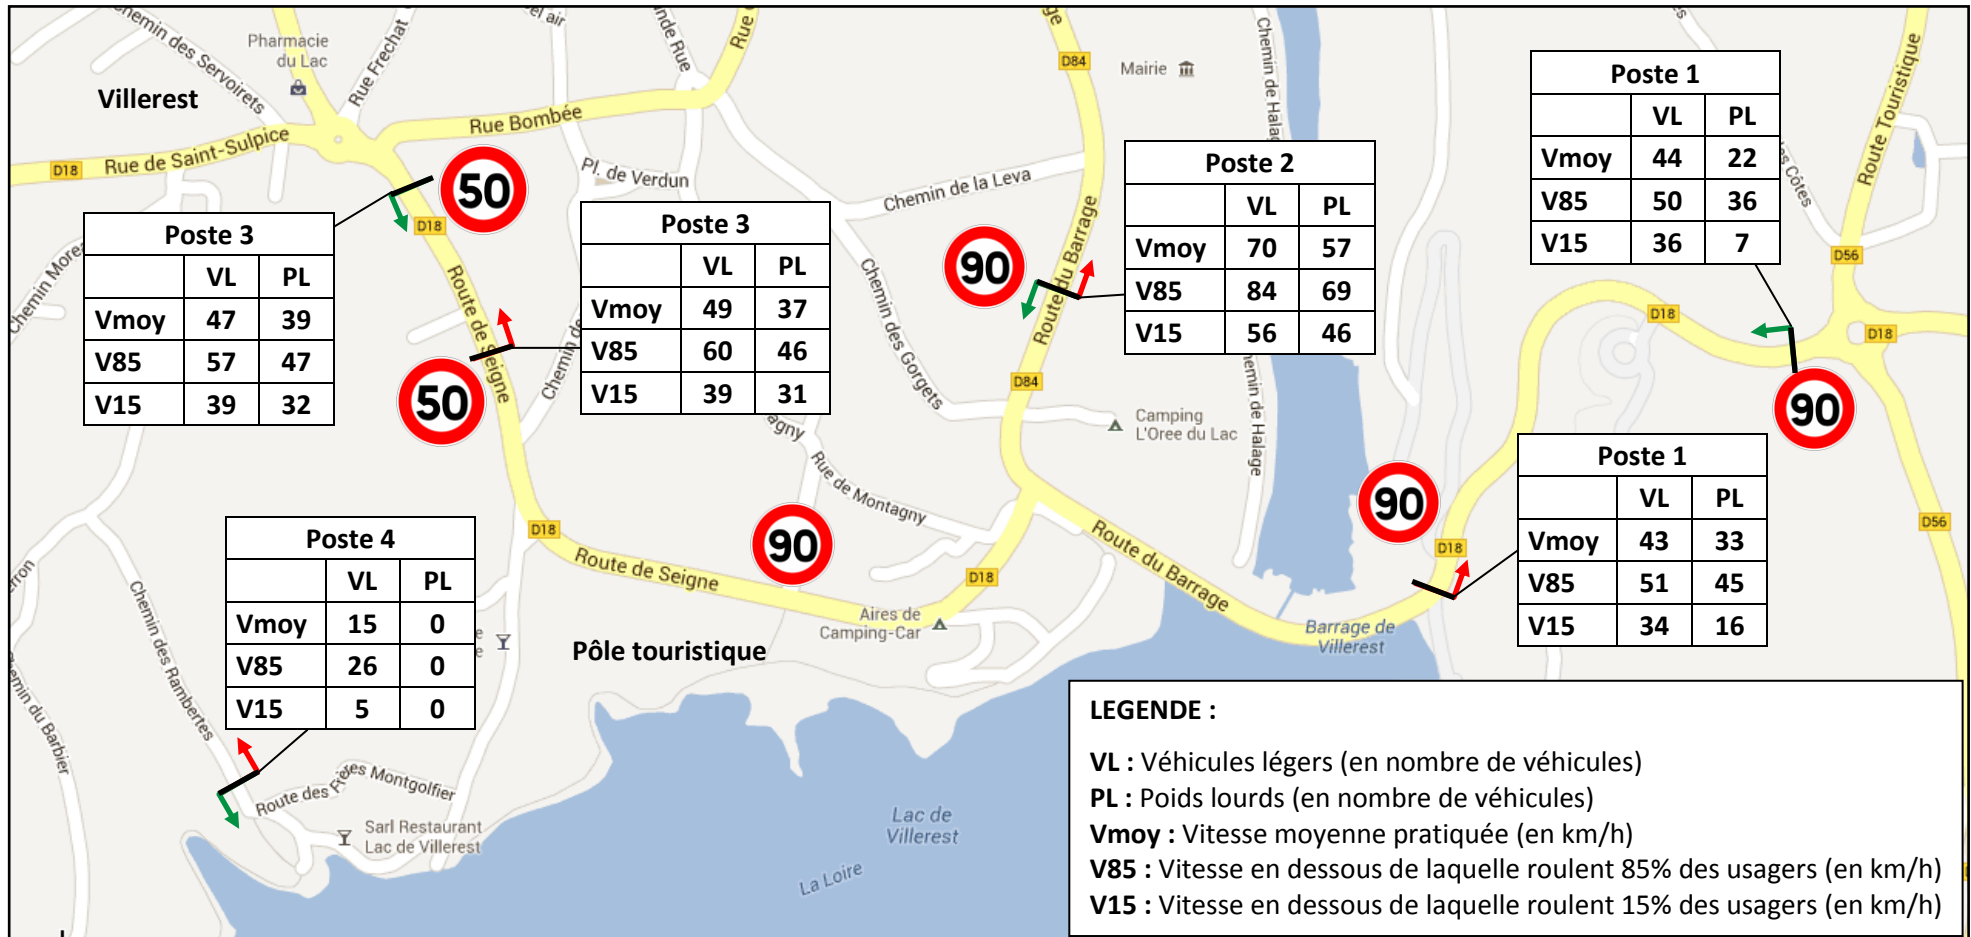 Pharmacie
du Lac
Villerest
Chemin des Servoirets
Rue Frechat
el air
Rue Bombée
D18
Rue de Saint-Sulpice
50
Pl. de Verdun
D84
Mairie
Chemin de la Leva
Route Touristique
Poste 1
VL PL
Vmoy 44 22
V85 50 36
V15 36 7
Poste 2
VL PL
Vmoy 70 57
V85 84 69
V15 56 46
Poste 3
VL PL
Vmoy 47 39
V85 57 47
V15 39 32
Poste 3
VL PL
Vmoy 49 37
V85 60 46
V15 39 31
D18
Route de Seigne
50
90
Route du Barrage
Chemin des Gorgets
D84
Camping
L'Oree du Lac
Chemin de Halage
D56
D18
D18
90
Poste 1
VL PL
Vmoy 43 33
V85 51 45
V15 34 16
90
D18
D56
Rue de Montagny
90
D18
Route de Seigne
D18
Route du Barrage
Aires de
Camping-Car
Barrage de
Villerest
Pôle touristique
Poste 4
VL PL
Vmoy 15 0
V85 26 0
V15 5 0
Chemin des Rambertes
Chemin du Barbier
Route des Frères Montgolfier
Sarl Restaurant
Lac de Villerest
Lac de
Villerest
La Loire
LEGENDE :
VL : Véhicules légers (en nombre de véhicules)
PL : Poids lourds (en nombre de véhicules)
Vmoy : Vitesse moyenne pratiquée (en km/h)
V85 : Vitesse en dessous de laquelle roulent 85% des usagers (en km/h)
V15 : Vitesse en dessous de laquelle roulent 15% des usagers (en km/h)